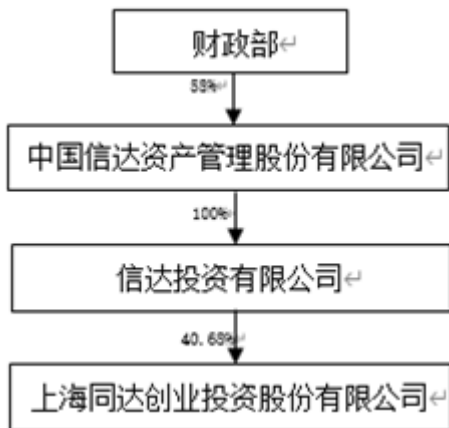 财政部
58%
中国信达资产管理股份有限公司
100%
信达投资有限公司
40.68%
上海同达创业投资股份有限公司